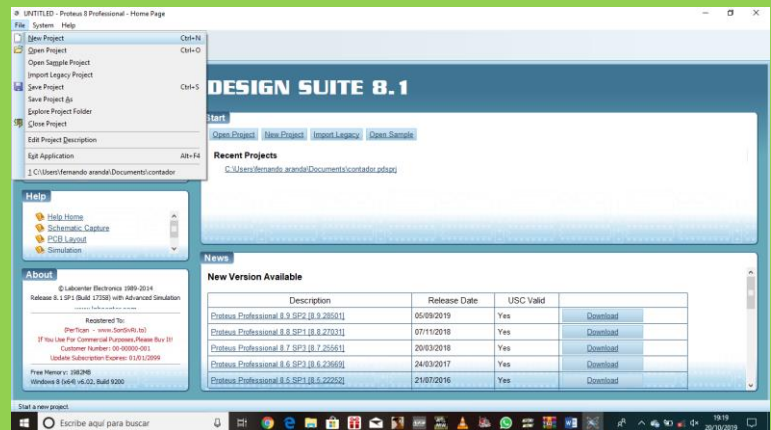 UNTITLED - Proteus 8 Professional - Home Page
File System Help
New Project Ctrl+N
Open Project Ctrl+O
Open Sample Project
Import Legacy Project
Save Project Ctrl+S
Save Project As
Explore Project Folder
Close Project
Edit Project Description
Exit Application Alt+F4
1 C:\Users\fernando aranda\Documents\contador
DESIGN SUITE 8.1
Start
Open Project New Project Import Legacy Open Sample
Recent Projects
C:\Users\fernando aranda\Documents\contador.pdsprj
Help
Help Home
Schematic Capture
PCB Layout
Simulation
About
© Labcenter Electronics 1989-2014
Release 8.1 SP1 (Build 17358) with Advanced Simulation
Registered To:
If You Use For Commercial Purposes,Please Buy It!
Customer Number: 00-00000-001
Update Subscription Expires: 01/01/2099
Free Memory: 1982MB
Windows 8 (x64) v6.02, Build 9200
News
New Version Available
Description Release Date USC Valid
Proteus Professional 8.9 SP2 [8.9.28501] 05/09/2019 Yes Download
Proteus Professional 8.8 SP1 [8.8.27031] 07/11/2018 Yes Download
Proteus Professional 8.7 SP3 [8.7.25561] 20/03/2018 Yes Download
Proteus Professional 8.6 SP3 [8.6.23669] 24/03/2017 Yes Download
Proteus Professional 8.5 SP1 [8.5.22252] 21/07/2016 Yes Download
Start a new project
Escribe aquí para buscar
19:19
20/10/2019